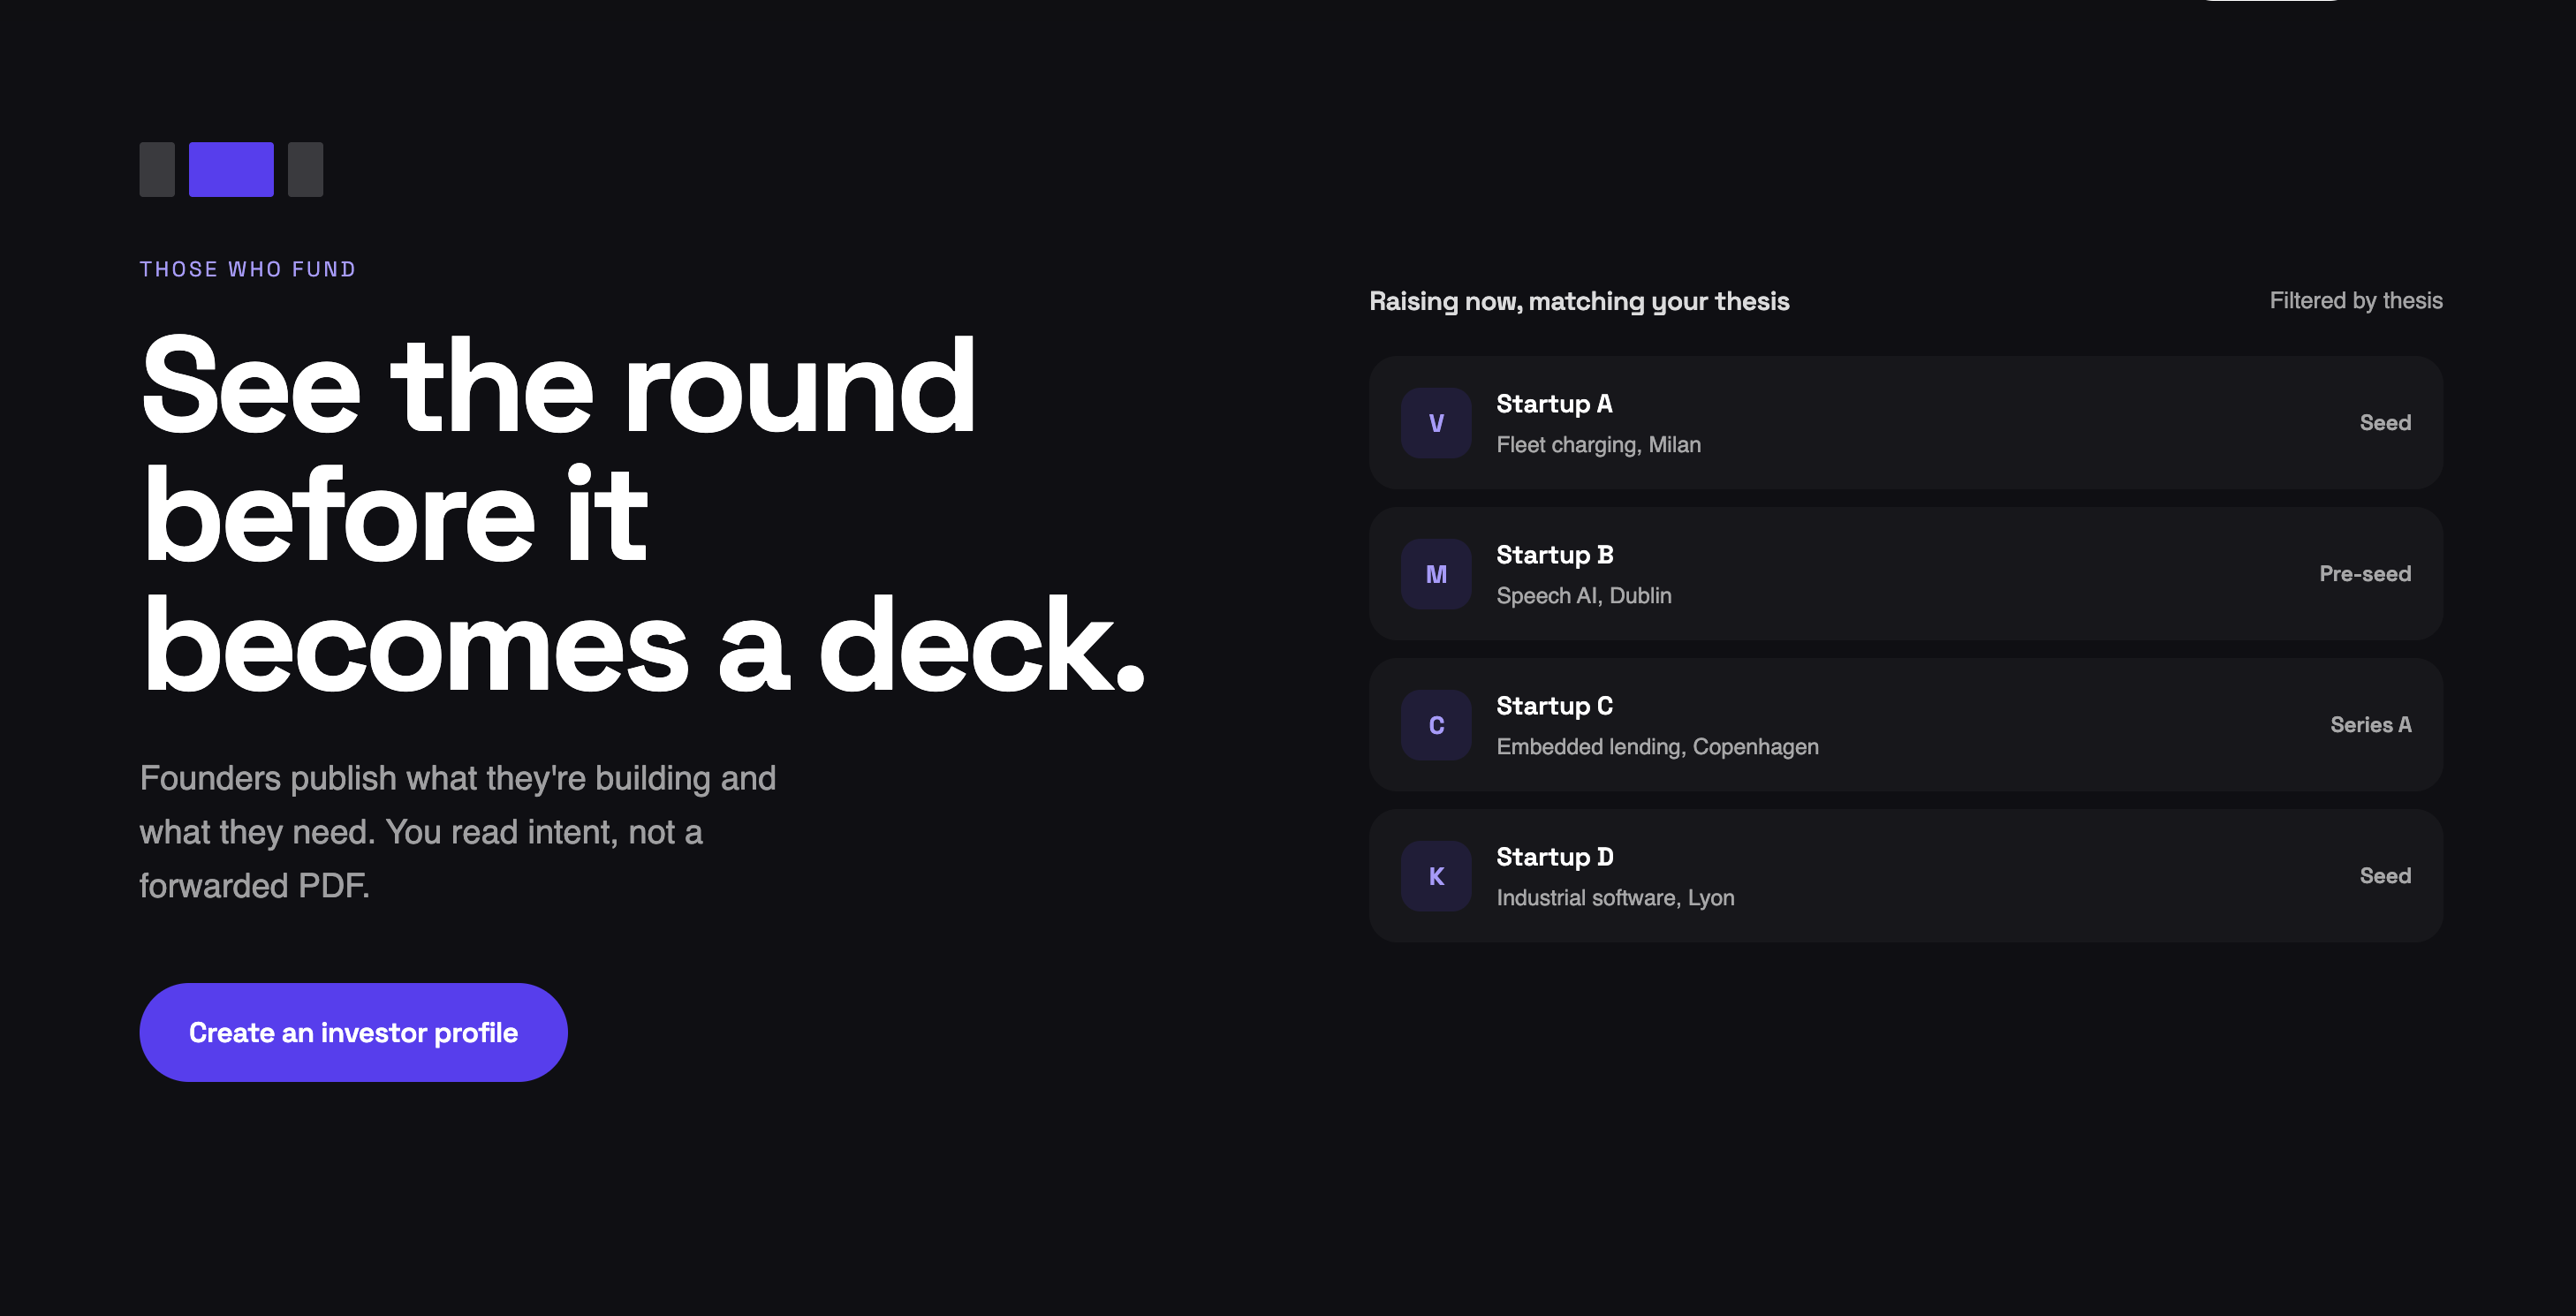 THOSE WHO FUND
See the round
before it
becomes a deck.
Founders publish what they're building and
what they need. You read intent, not a
forwarded PDF.
Create an investor profile
Raising now, matching your thesis
Filtered by thesis
V
Startup A
Fleet charging, Milan
Seed
M
Startup B
Speech AI, Dublin
Pre-seed
C
Startup C
Embedded lending, Copenhagen
Series A
K
Startup D
Industrial software, Lyon
Seed